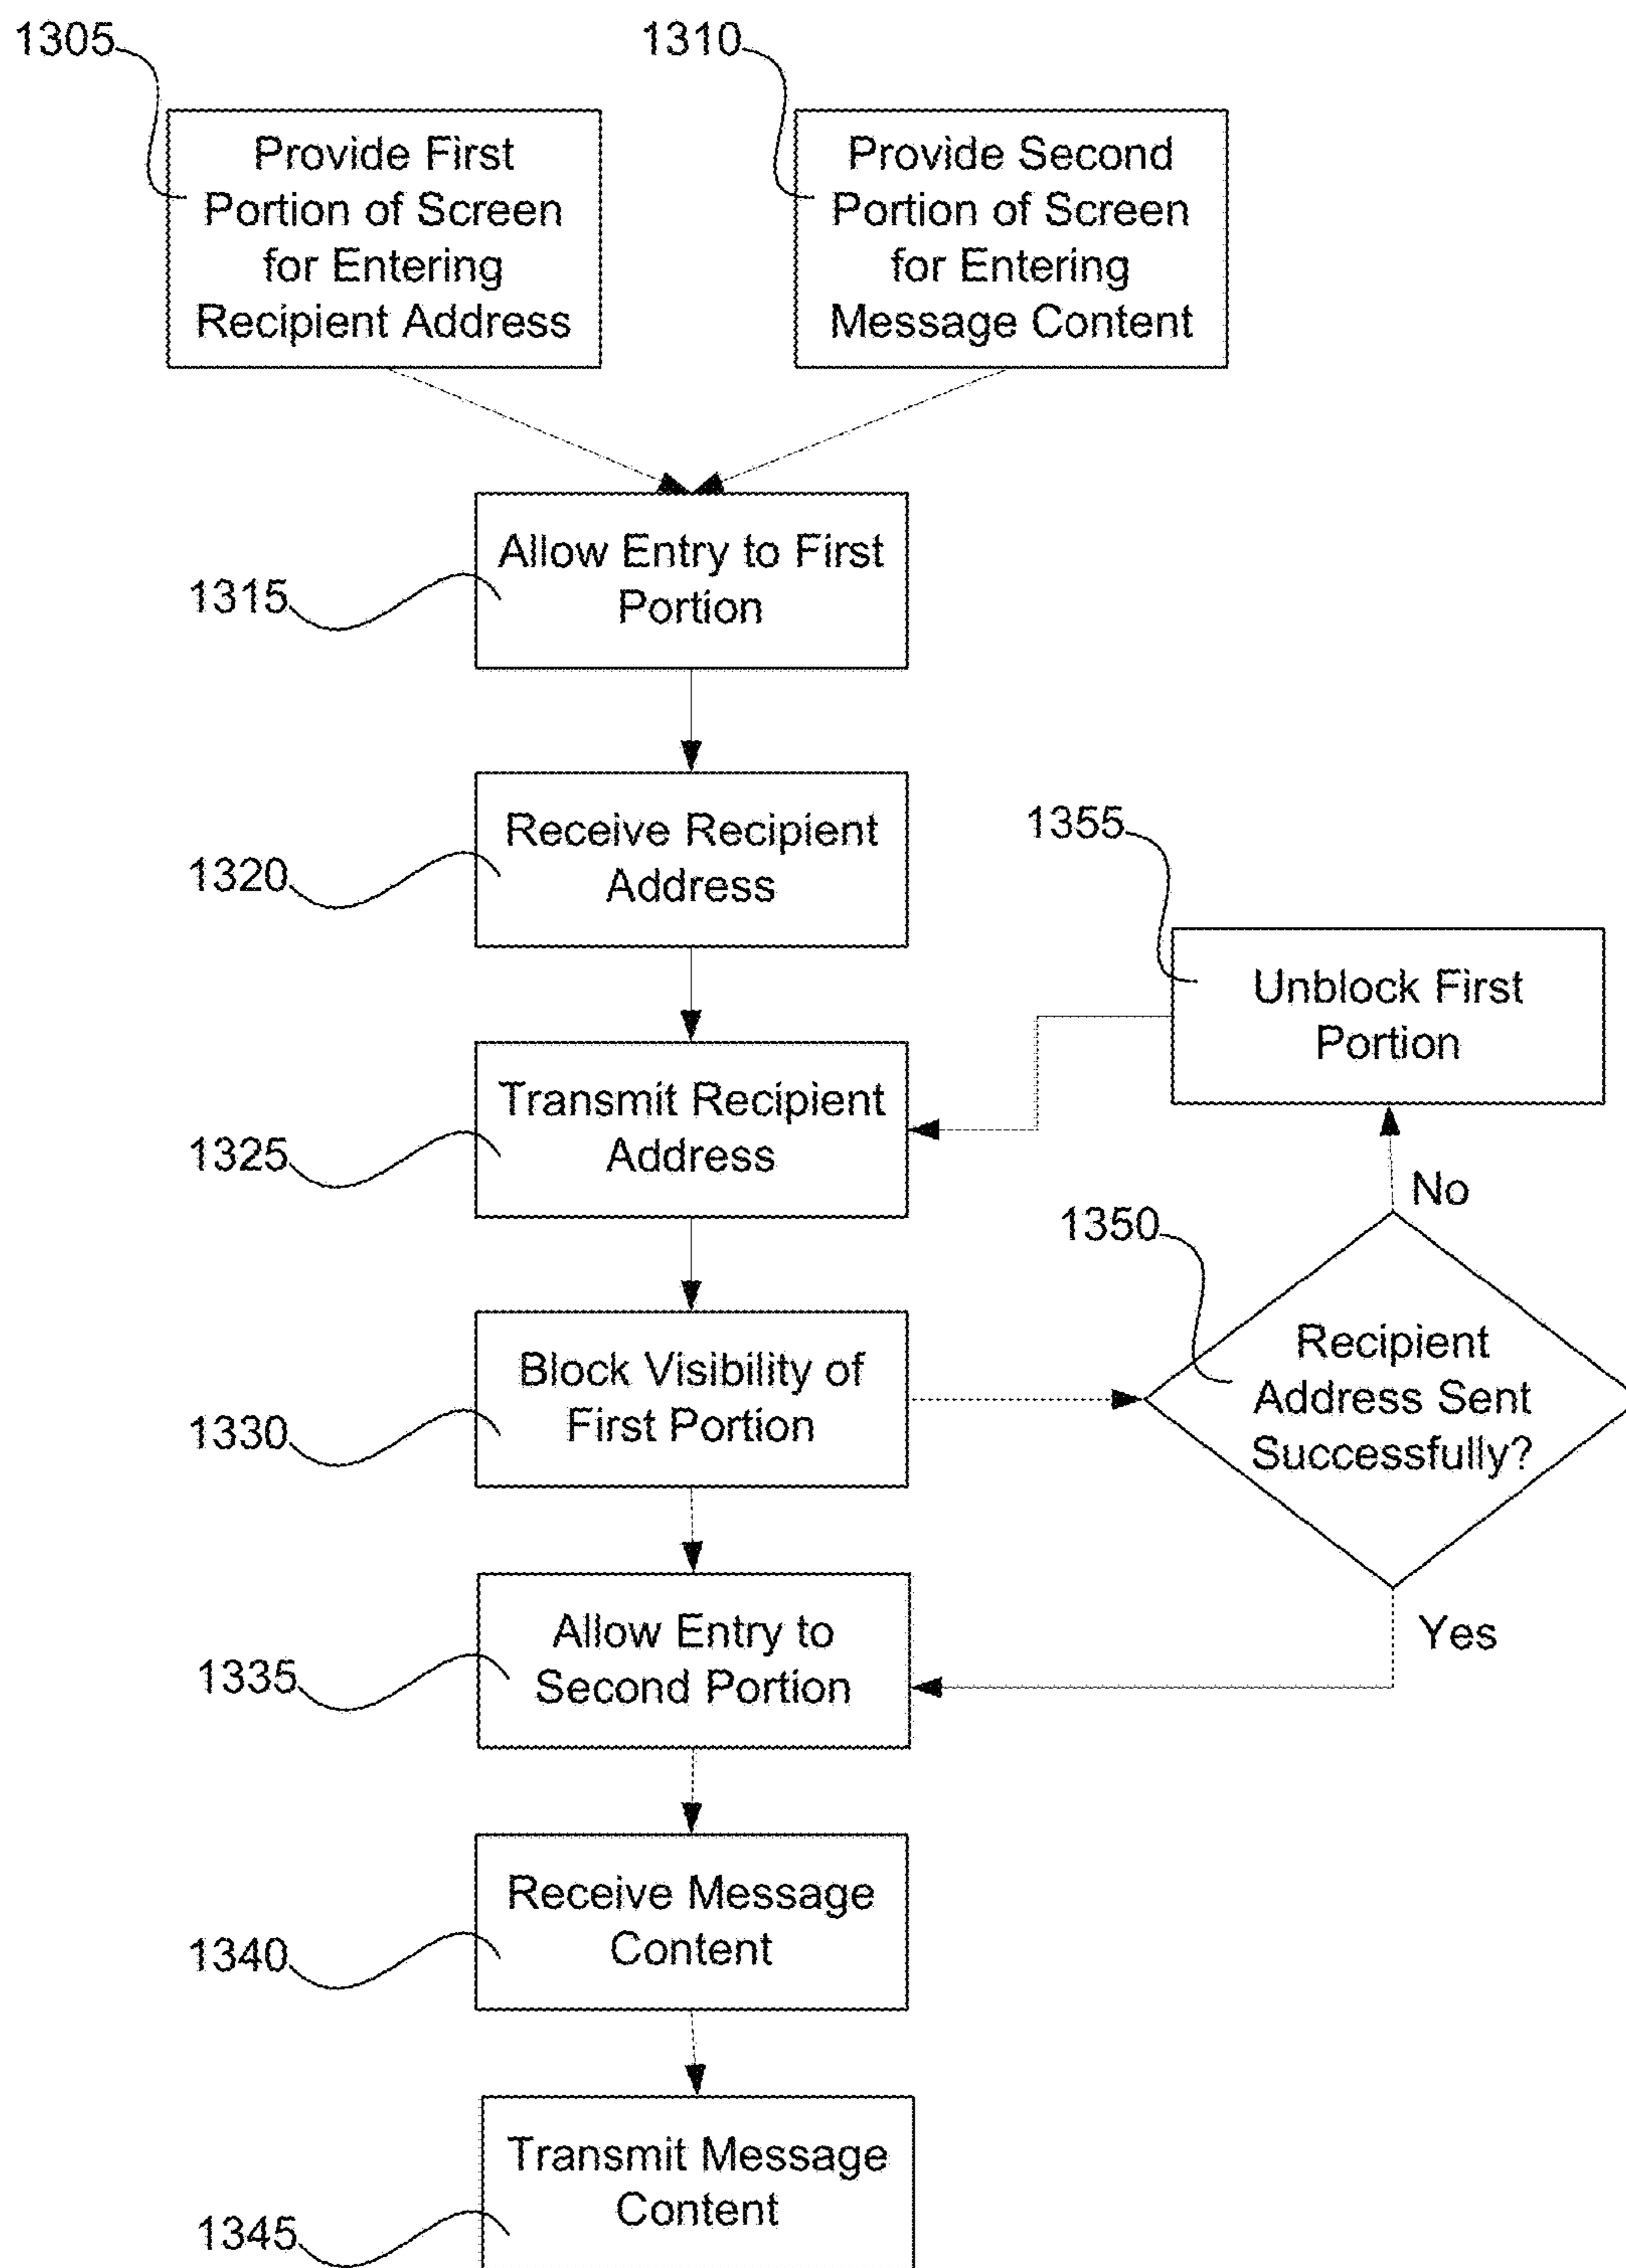 1305
1310
Provide First
Portion of Screen
for Entering
Recipient Address
Provide Second
Portion of Screen
for Entering
Message Content
Allow Entry to First
Portion
1315
Receive Recipient
Address
1320
1355
Unblock First
Portion
Transmit Recipient
Address
1325
No
1350
Recipient
Address Sent
Successfully?
Block Visibility of
First Portion
1330
Yes
Allow Entry to
Second Portion
1335
Receive Message
Content
1340
Transmit Message
Content
1345